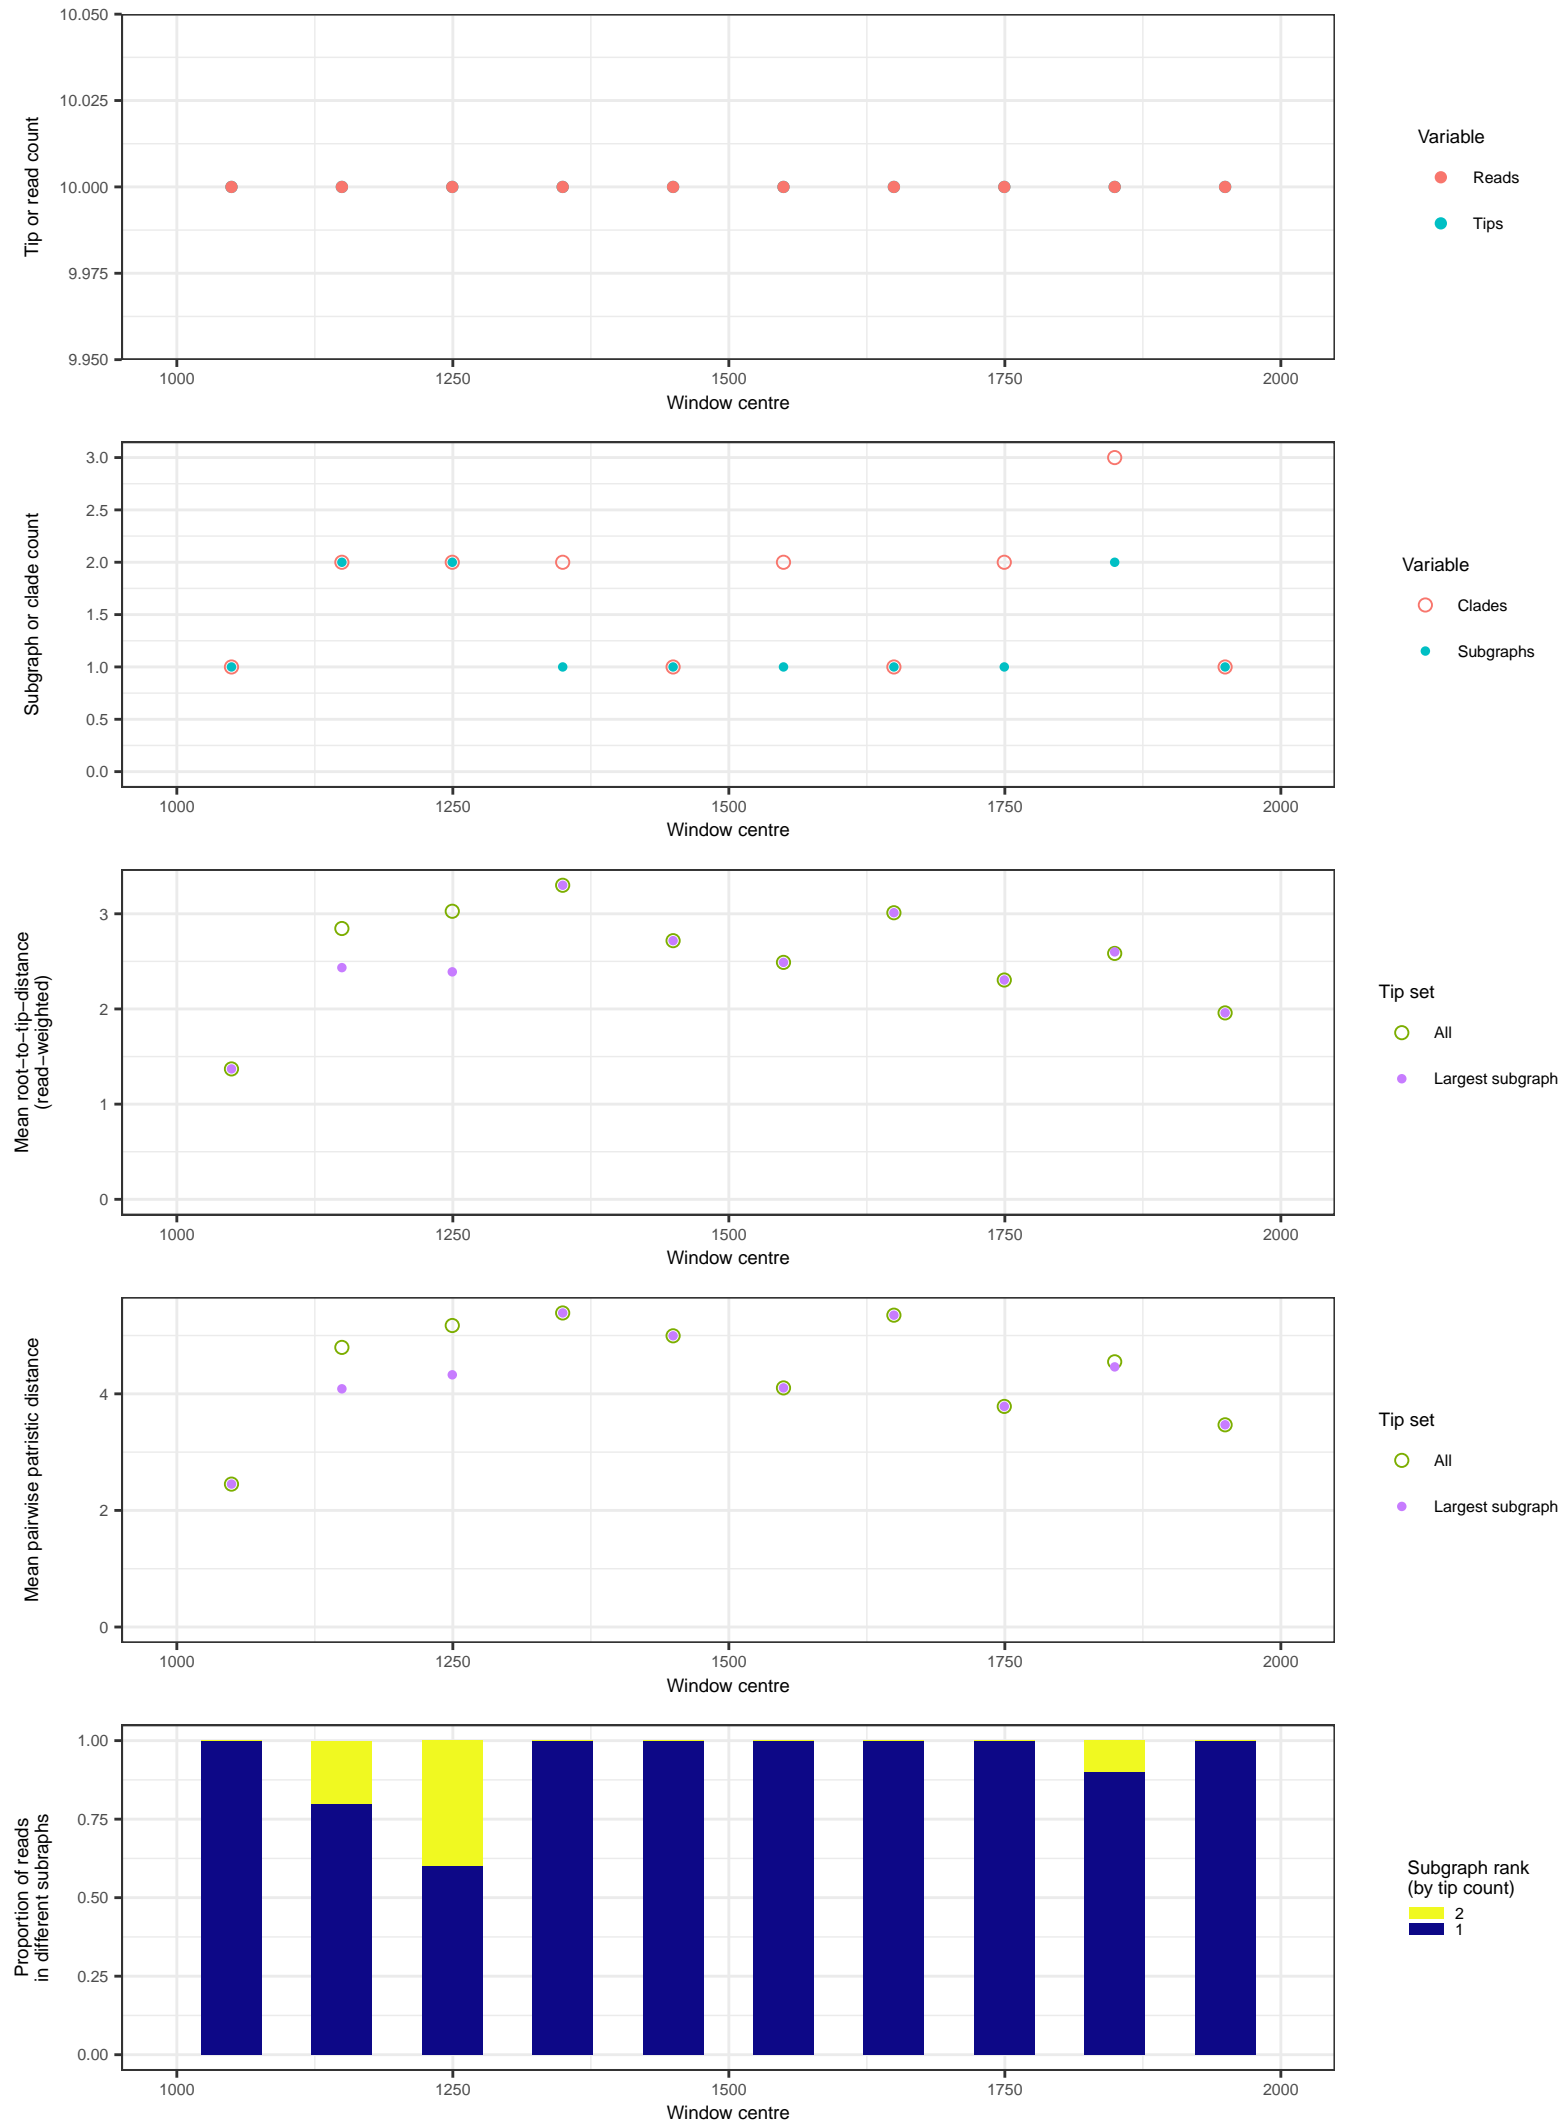 10.050
10.025
10.000
9.975
9.950
Tip or read count
1000
1250
1500
1750
2000
Window centre
Variable
Reads
Tips
3.0
2.5
2.0
1.5
1.0
0.5
0.0
Subgraph or clade count
1000
1250
1500
1750
2000
Window centre
Variable
Clades
Subgraphs
3
2
1
0
Mean root−to−tip−distance
(read−weighted)
1000
1250
1500
1750
2000
Window centre
Tip set
All
Largest subgraph
4
2
0
Mean pairwise patristic distance
1000
1250
1500
1750
2000
Window centre
Tip set
All
Largest subgraph
1.00
0.75
0.50
0.25
0.00
Proportion of reads
in different subraphs
1000
1250
1500
1750
2000
Window centre
Subgraph rank
(by tip count)
2
1